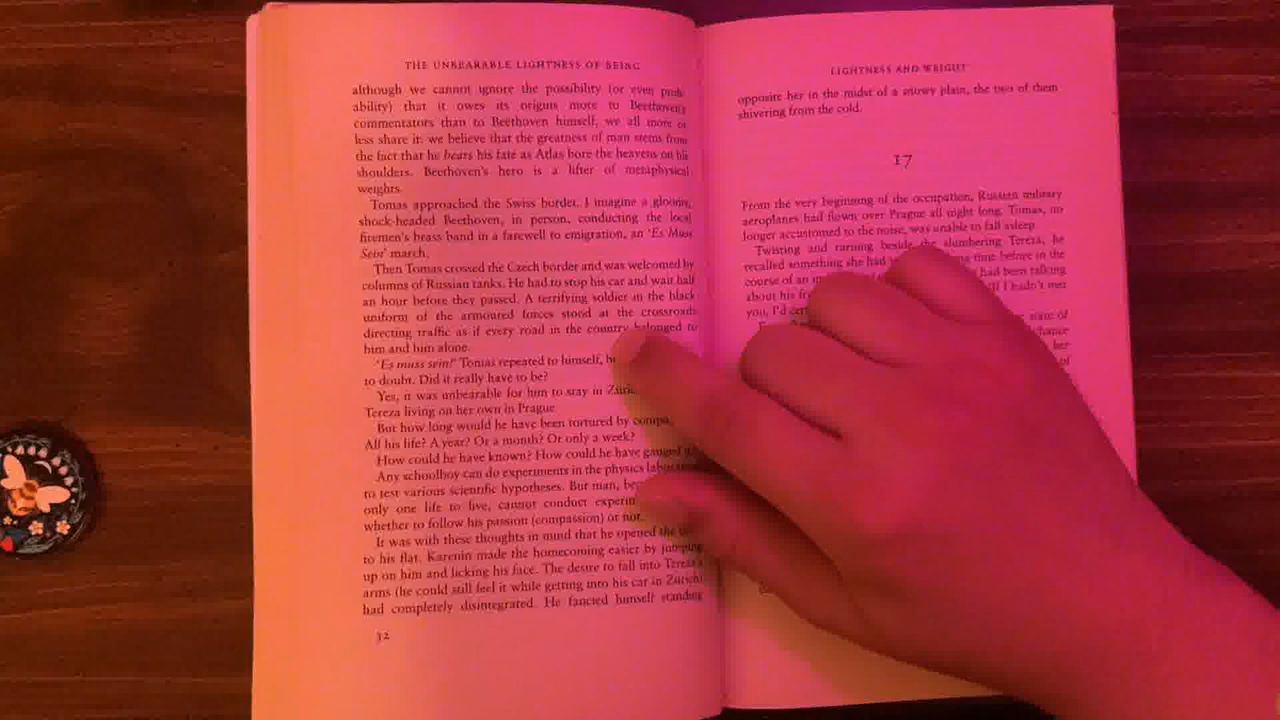 THE UNBEARABLE LIGHTNESS OF BEING
although we cannot ignore the possibility (or even prob-
ability) that it owes its origins more to Beethoven's
commentators than to Beethoven himself, we all more or
less share it: we believe that the greatness of man stems from
the fact that he bears his fate as Atlas bore the heavens on his
shoulders. Beethoven's hero is a lifter of metaphysical
weights.
Tomas approached the Swiss border. I imagine a gloomy,
shock-headed Beethoven, in person, conducting the local
firemen's brass band in a farewell to emigration, an 'Es Muss
Sein' march.
Then Tomas crossed the Czech border and was welcomed by
columns of Russian tanks. He had to stop his car and wait half
an hour before they passed. A terrifying soldier in the black
uniform of the armoured forces stood at the crossroads
directing traffic as if every road in the country belonged to
him and him alone.
'Es muss sein!' Tomas repeated to himself,
to doubt. Did it really have to be?
Yes, it was unbearable for him to stay in
Tereza living on her own in Prague
But how long would he have been tortured by
All his life? A year? Or a month? Or only a week?
How could he have known? How could he have gauged
Any schoolboy can do experiments in the physics
to test various scientific hypotheses. But man,
only one life to live, cannot conduct
whether to follow his passion (compassion) or not.
It was with these thoughts in mind that he opened the
to his flat. Karenin made the homecoming easier by jumping
up on him and licking his face. The desire to fall into Tereza's
arms (he could still feel it while getting into his car in Zurich)
had completely disintegrated. He fancied himself standing
32
LIGHTNESS AND WEIGHT
opposite her in the midst of a snowy plain, the two of them
shivering from the cold.
17
From the very beginning of the occupation, Russian military
aeroplanes had flown over Prague all night long. Tomas, no
longer accustomed to the noise, was unable to fall asleep.
Twisting and turning beside the slumbering Tereza, he
recalled something she had time before in the
course of an had been talking
about his 'If I hadn't met
you, I'd
state of
chance
her
of